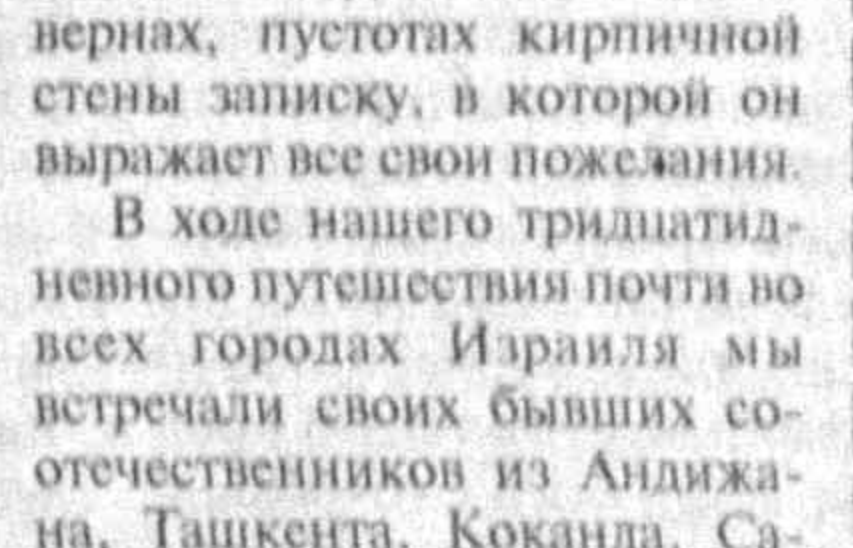 вернах, пустотах кирпичной
стены записку, в которой он
выражает все свои пожелания.
В ходе нашего тридцатид-
невного путешествия почти во
всех городах Израиля мы
встречали своих бывших со-
отечественников из Андижа-
на, Ташкента, Коканда, Са-